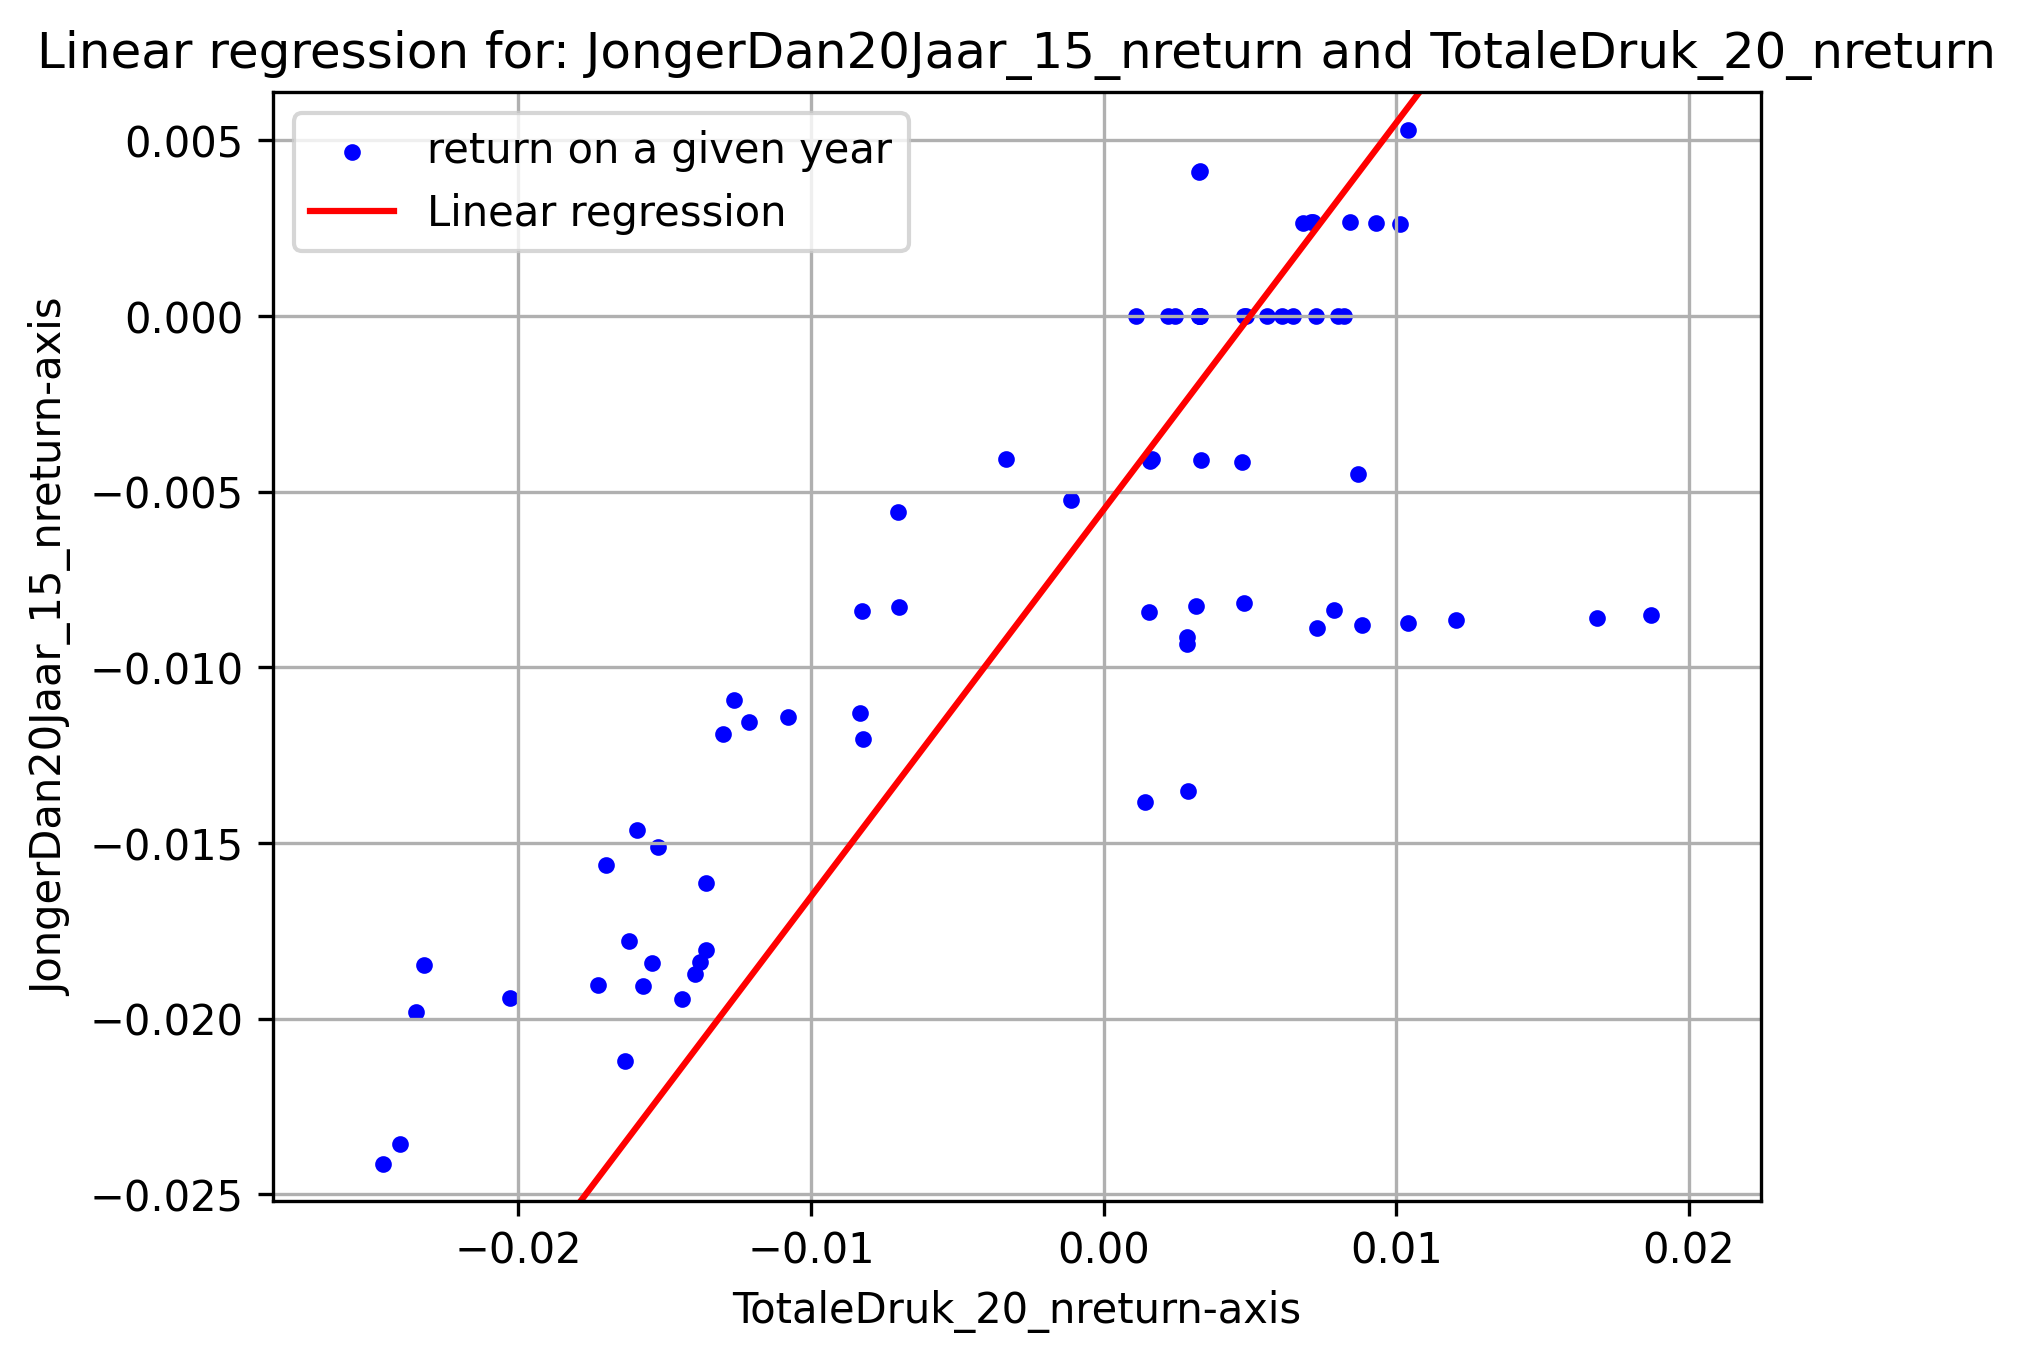 Linear regression for: JongerDan20Jaar_15_nreturn and TotaleDruk_20_nreturn
return on a given year
Linear regression
JongerDan20Jaar_15_nreturn-axis
0.005
0.000
−0.005
−0.010
−0.015
−0.020
−0.025
−0.02 −0.01 0.00 0.01 0.02
TotaleDruk_20_nreturn-axis